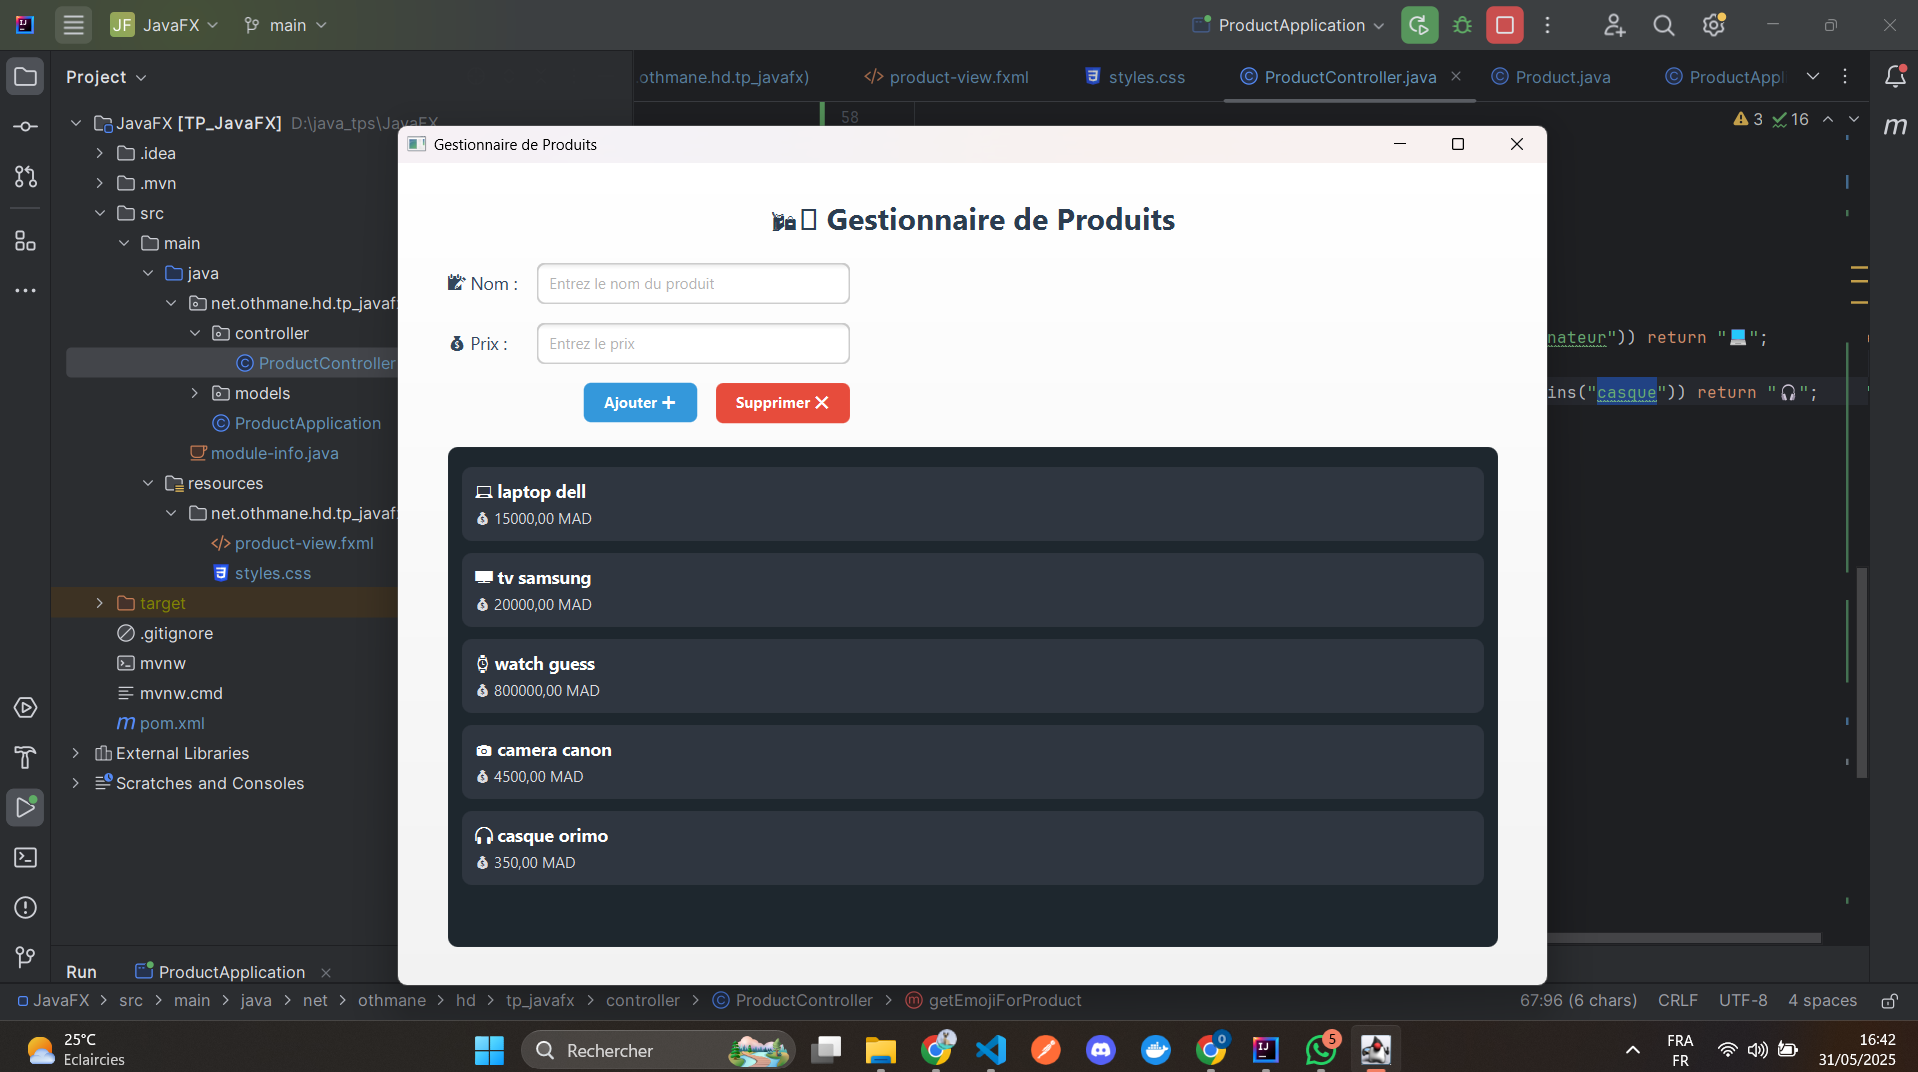 JF JavaFX
main
ProductApplication
Project
othmane.hd.tp_javafx)
product-view.fxml
styles.css
ProductController.java
Product.java
ProductAppl
JavaFX [TP_JavaFX] D:\java_tps\JavaFX
58
3
16
.idea
.mvn
src
main
java
net.othmane.hd.tp_javaf
controller
ProductController
models
ProductApplication
module-info.java
resources
net.othmane.hd.tp_javaf
product-view.fxml
styles.css
target
.gitignore
mvnw
mvnw.cmd
pom.xml
External Libraries
Scratches and Consoles
Gestionnaire de Produits
Gestionnaire de Produits
Nom :
Entrez le nom du produit
Prix :
Entrez le prix
Ajouter ➕
Supprimer ❌
💻 laptop dell
💰 15000,00 MAD
tv samsung
💰 20000,00 MAD
⌚ watch guess
💰 800000,00 MAD
📷 camera canon
💰 4500,00 MAD
🎧 casque orimo
💰 350,00 MAD
nateur")) return "💻";
ins("casque")) return "🎧";
Run
ProductApplication
JavaFX > src > main > java > net > othmane > hd > tp_javafx > controller > ProductController > getEmojiForProduct
67:96 (6 chars)
CRLF
UTF-8
4 spaces
25°C
Eclaircies
Rechercher
0
5
FRA
FR
16:42
31/05/2025